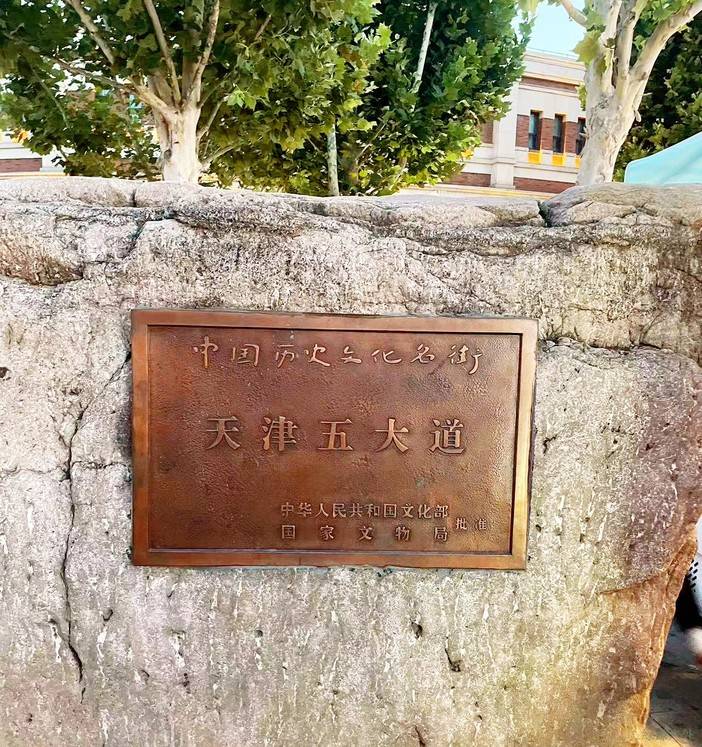 中国历史文化名街
天津五大道
中华人民共和国文化部
国家文物局 批准